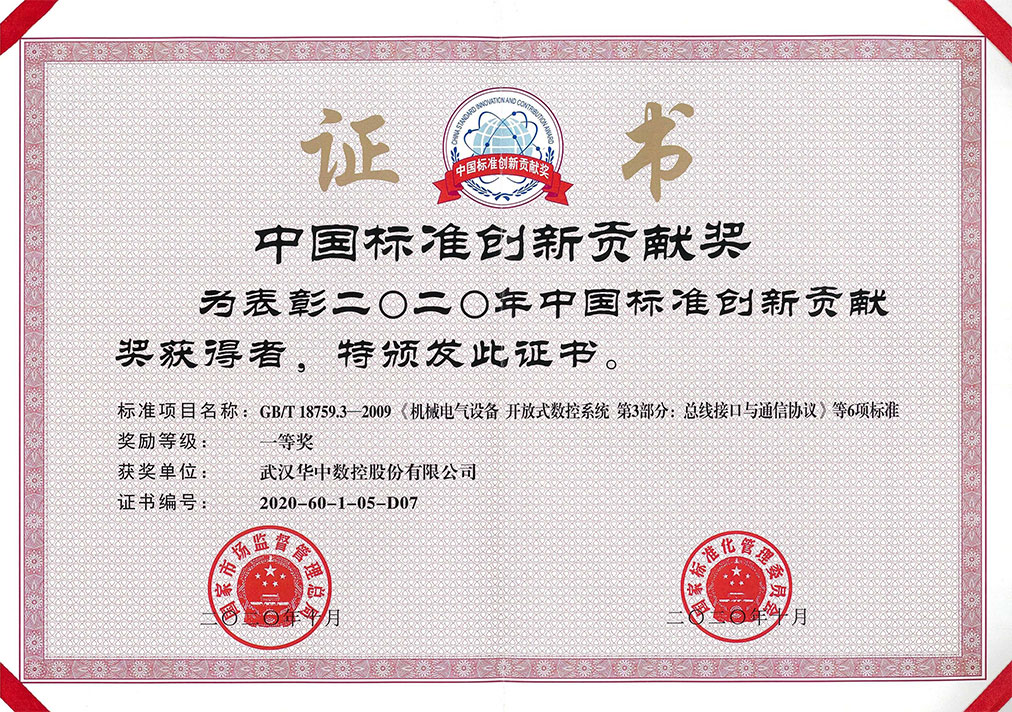 证书
CHINA STANDARD INNOVATION AND CONTRIBUTION AWARD
中国标准创新贡献奖
中国标准创新贡献奖
为表彰二〇二〇年中国标准创新贡献
奖获得者，特颁发此证书。
标准项目名称：GB/T 18759.3—2009《机械电气设备 开放式数控系统 第3部分：总线接口与通信协议》等6项标准
奖励等级：一等奖
获奖单位：武汉华中数控股份有限公司
证书编号：2020-60-1-05-D07
国家市场监督管理总局
二〇二〇年十月
国家标准化管理委员会
二〇二〇年十月